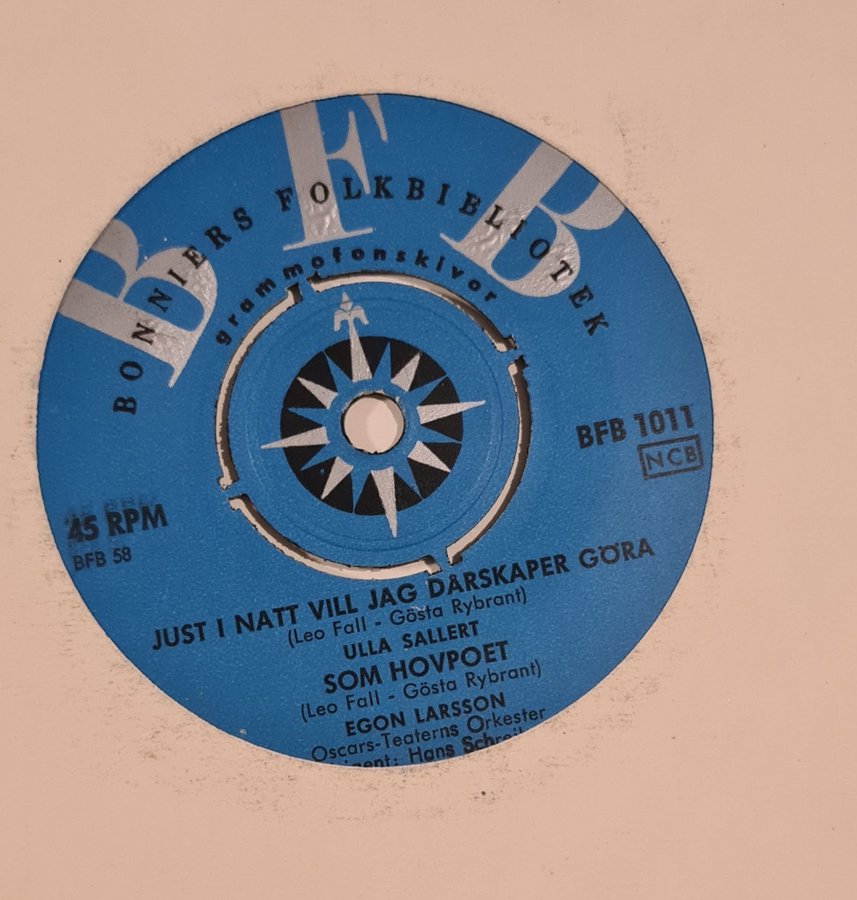 B F B
BONNIERS FOLKBIBLIOTEK
grammofonskivor
BFB 1011
NCB
45 RPM
BFB 58
JUST I NATT VILL JAG DÅRSKAPER GÖRA
(Leo Fall - Gösta Rybrant)
ULLA SALLERT
SOM HOVPOET
(Leo Fall - Gösta Rybrant)
EGON LARSSON
Oscars-Teaterns Orkester
Hans